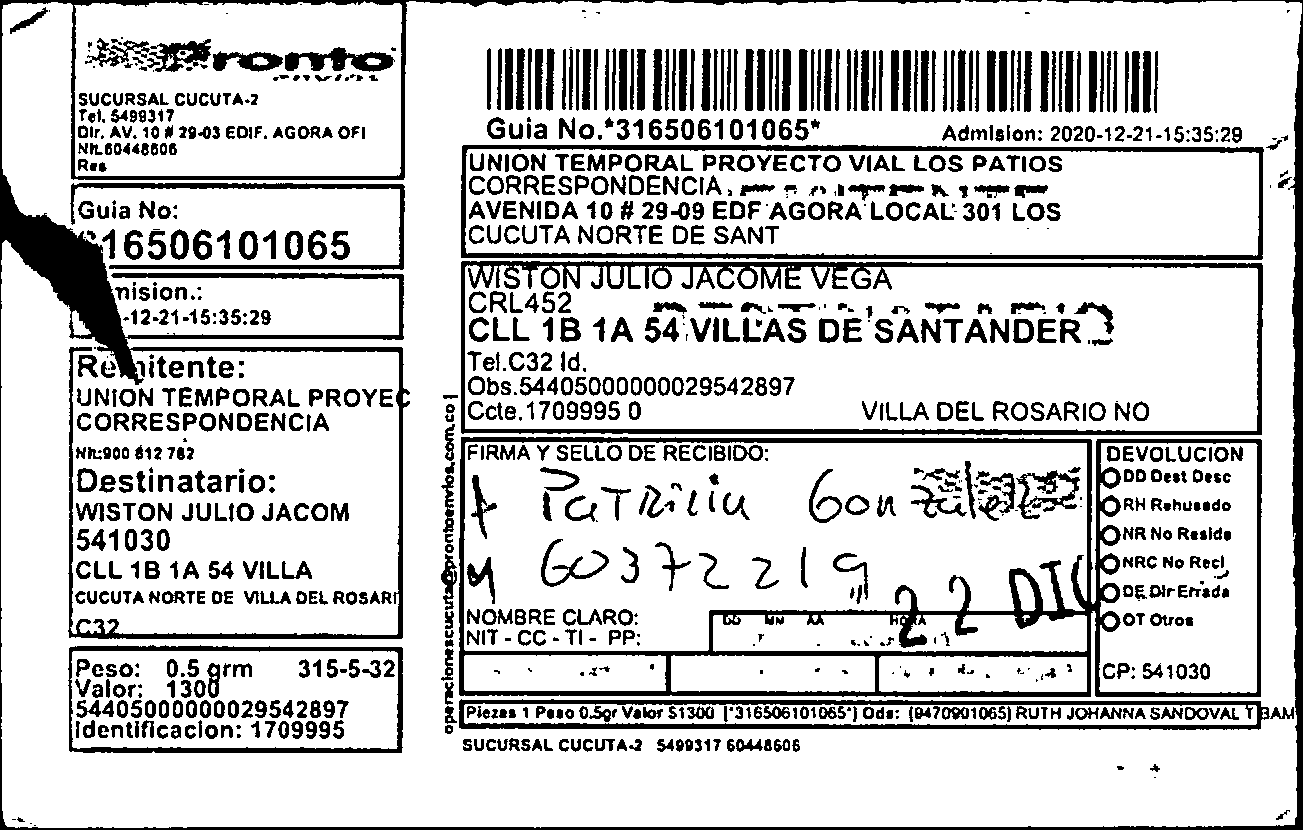 Pronto
envios
SUCURSAL CUCUTA-2
Tel. 5499317
Dir. AV. 10 # 29-03 EDIF. AGORA OFI
Nit.60448606
Res
Guia No:
16506101065
mision.:
-12-21-15:35:29
Remitente:
UNION TEMPORAL PROYEC
CORRESPONDENCIA
Nit:900 812 782
Destinatario:
WISTON JULIO JACOM
541030
CLL 1B 1A 54 VILLA
CUCUTA NORTE DE VILLA DEL ROSARI
C32
Peso: 0.5 grm 315-5-32
Valor: 1300
54405000000029542897
Identificacion: 1709995
operacionescucuta@prontoenvios.com.co
Guia No.*316506101065*
Admision: 2020-12-21-15:35:29
UNION TEMPORAL PROYECTO VIAL LOS PATIOS
CORRESPONDENCIA
AVENIDA 10 # 29-09 EDF AGORA LOCAL 301 LOS
CUCUTA NORTE DE SANT
WISTON JULIO JACOME VEGA
CRL452
CLL 1B 1A 54 VILLAS DE SANTANDER
Tel.C32 Id.
Obs.54405000000029542897
Ccte.1709995 0 VILLA DEL ROSARIO NO
FIRMA Y SELLO DE RECIBIDO:
Patricia Gonzalez
60372219
22 DIC
NOMBRE CLARO:
NIT - CC - TI - PP:
DD MM AA HORA
DEVOLUCION
DD Dest Desc
RH Rehusado
NR No Reside
NRC No Recl
DE Dir Errada
OT Otros
CP: 541030
Piezas 1 Peso 0.5gr Valor $1300 [*316506101065*] Ods: (9470901065) RUTH JOHANNA SANDOVAL T BAM
SUCURSAL CUCUTA-2 5499317 60448606